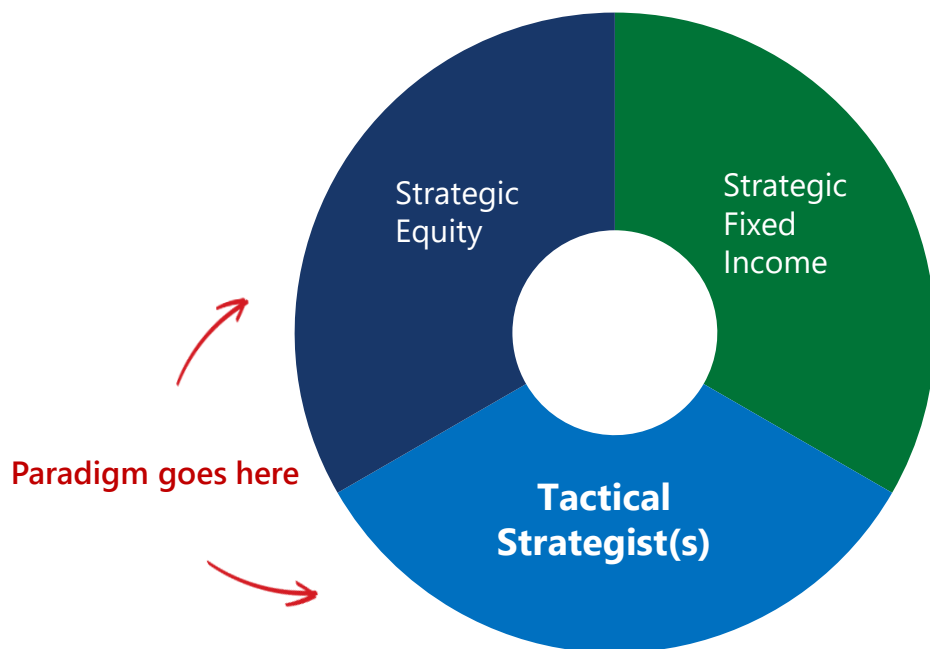 Strategic
Equity
Strategic
Fixed
Income
Paradigm goes here
Tactical
Strategist(s)